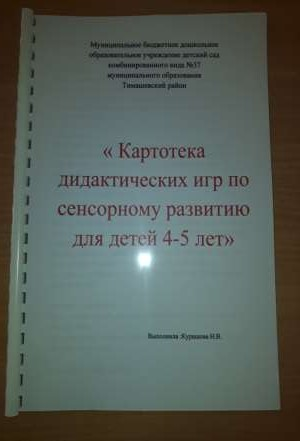 Муниципальное бюджетное дошкольное
образовательное учреждение детский сад
комбинированного вида №37
муниципального образования
Тимашевский район
« Картотека
дидактических игр по
сенсорному развитию
для детей 4-5 лет»
Выполнила :Н.В.